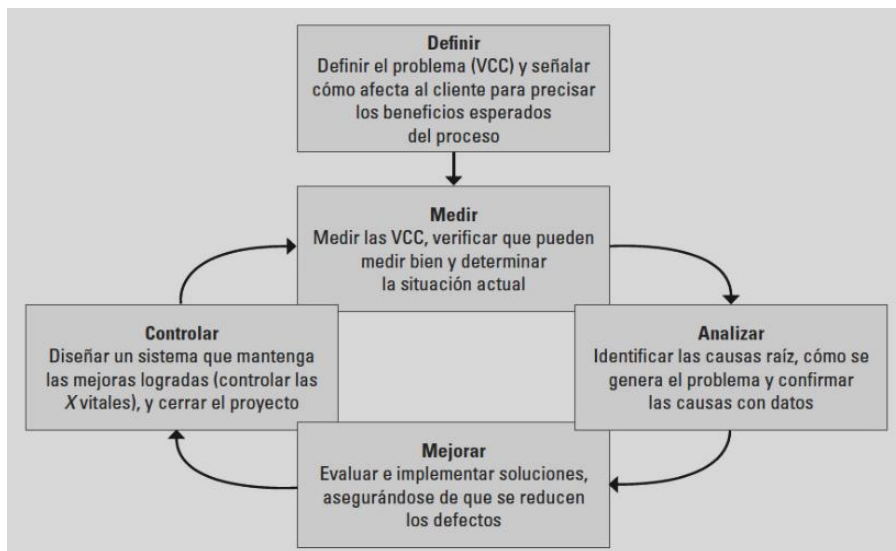 Definir
Definir el problema (VCC) y señalar
cómo afecta al cliente para precisar
los beneficios esperados
del proceso
Medir
Medir las VCC, verificar que pueden
medir bien y determinar
la situación actual
Controlar
Diseñar un sistema que mantenga
las mejoras logradas (controlar las
X vitales), y cerrar el proyecto
Analizar
Identificar las causas raíz, cómo se
genera el problema y confirmar
las causas con datos
Mejorar
Evaluar e implementar soluciones,
asegurándose de que se reducen
los defectos